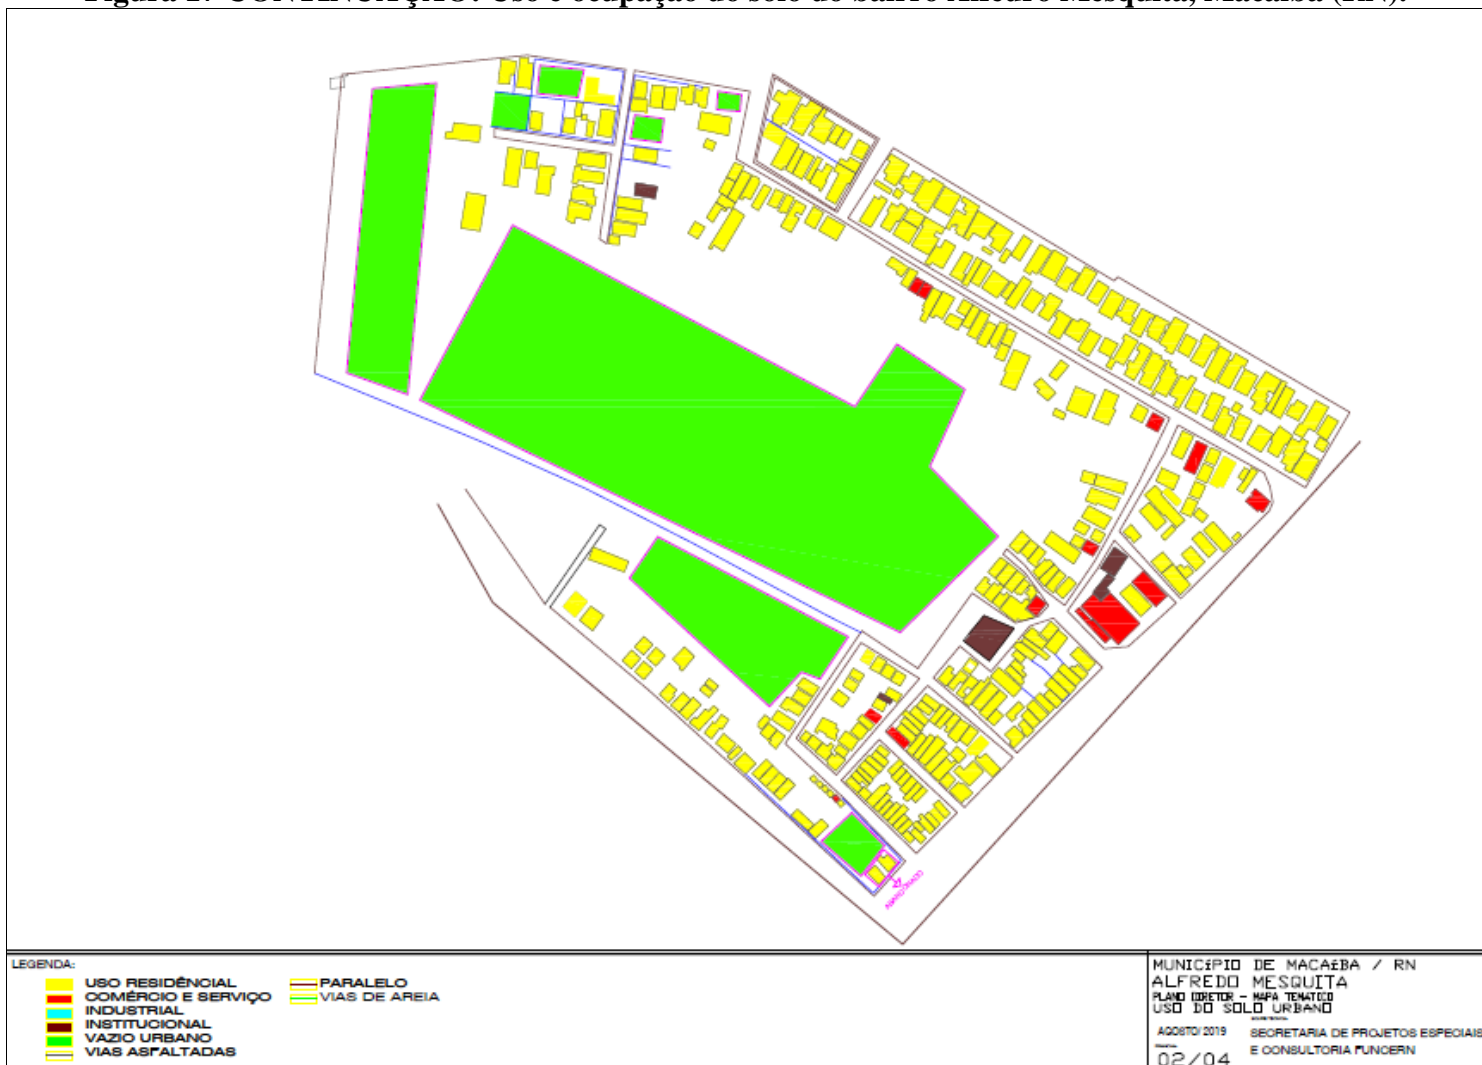 LEGENDA:
USO RESIDÊNCIAL
COMÉRCIO E SERVIÇO
INDUSTRIAL
INSTITUCIONAL
VAZIO URBANO
VIAS ASFALTADAS
PARALELO
VIAS DE AREIA
MUNICíPIO DE MACAíBA / RN
ALFREDO MESQUITA
PLANO DIRETOR - MAPA TEMATICO
USO DO SOLO URBANO
AGOSTO/ 2019
SECRETARIA DE PROJETOS ESPECIAIS
02/04
E CONSULTORIA FUNCERN